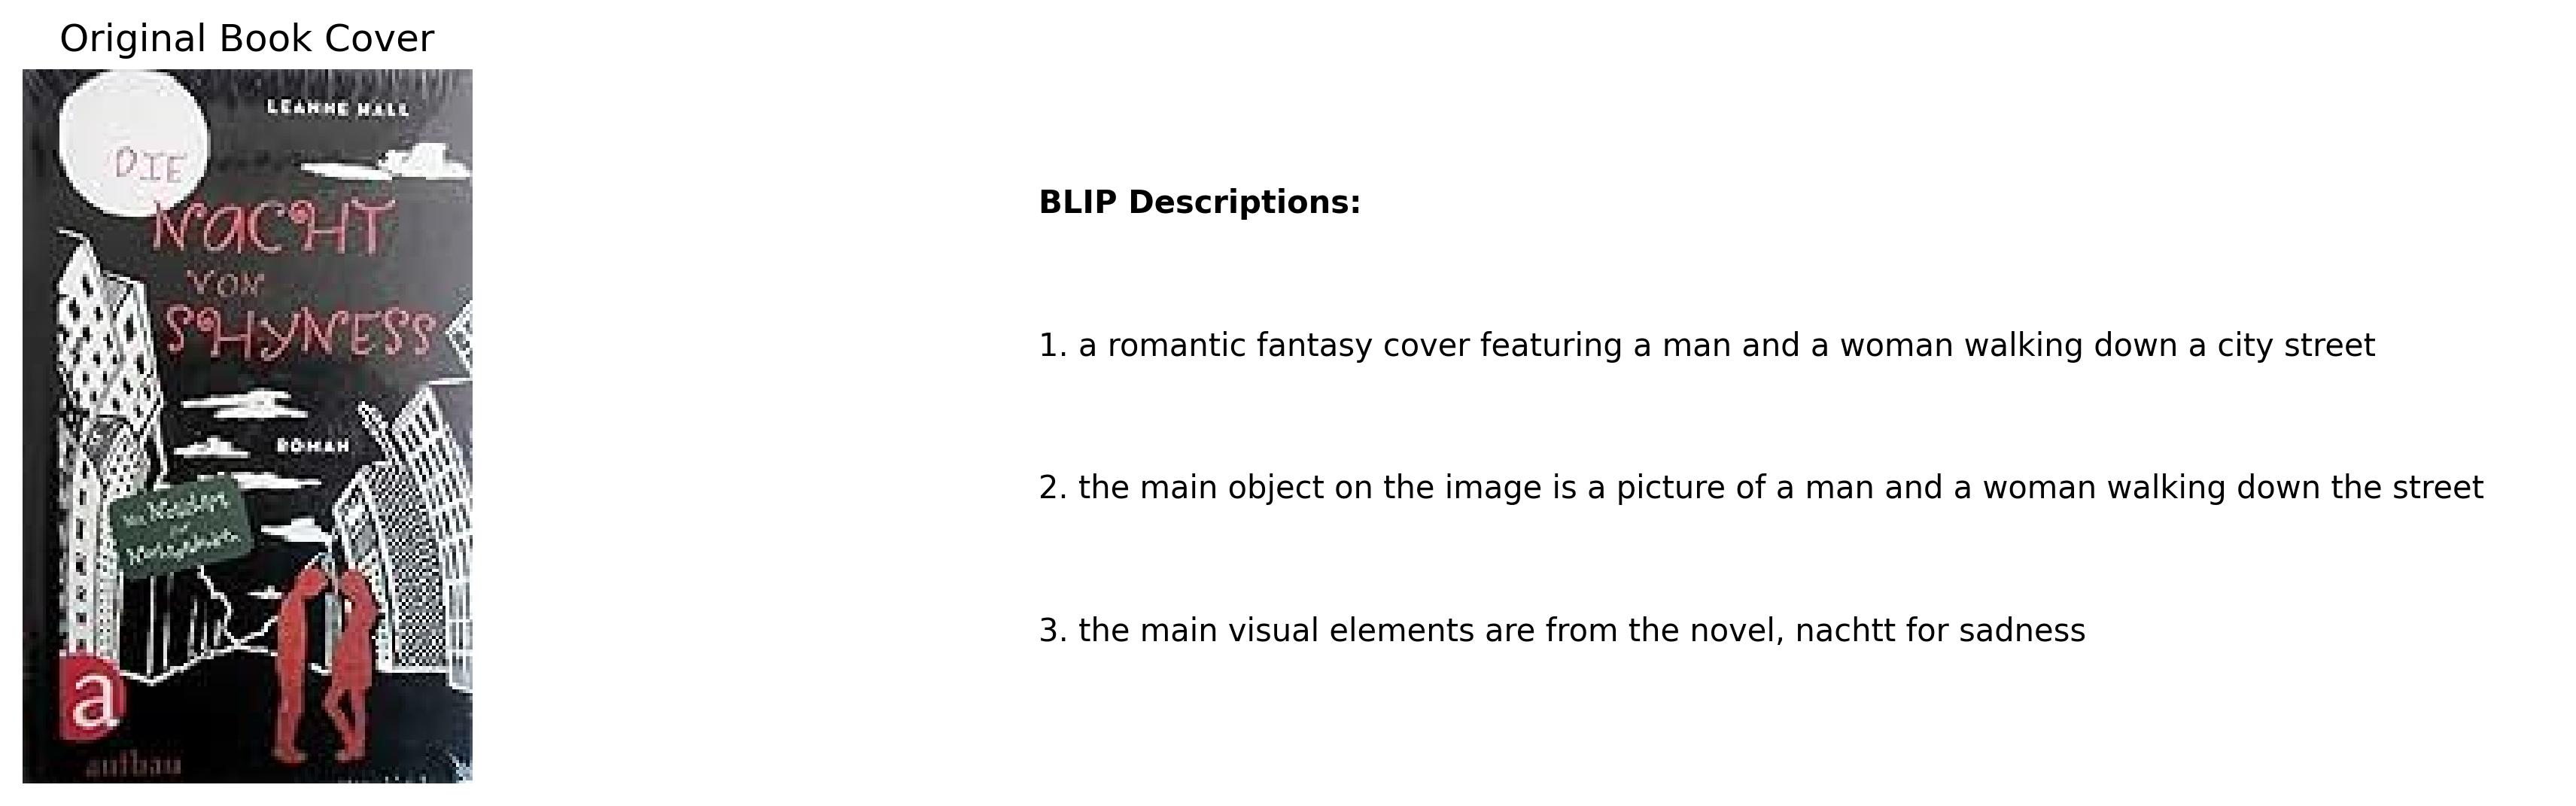 Original Book Cover
LEANNE HALL
DIE
NACHT
VON
SHYNESS
ROMAN
a
aufbau
BLIP Descriptions:
1. a romantic fantasy cover featuring a man and a woman walking down a city street
2. the main object on the image is a picture of a man and a woman walking down the street
3. the main visual elements are from the novel, nachtt for sadness